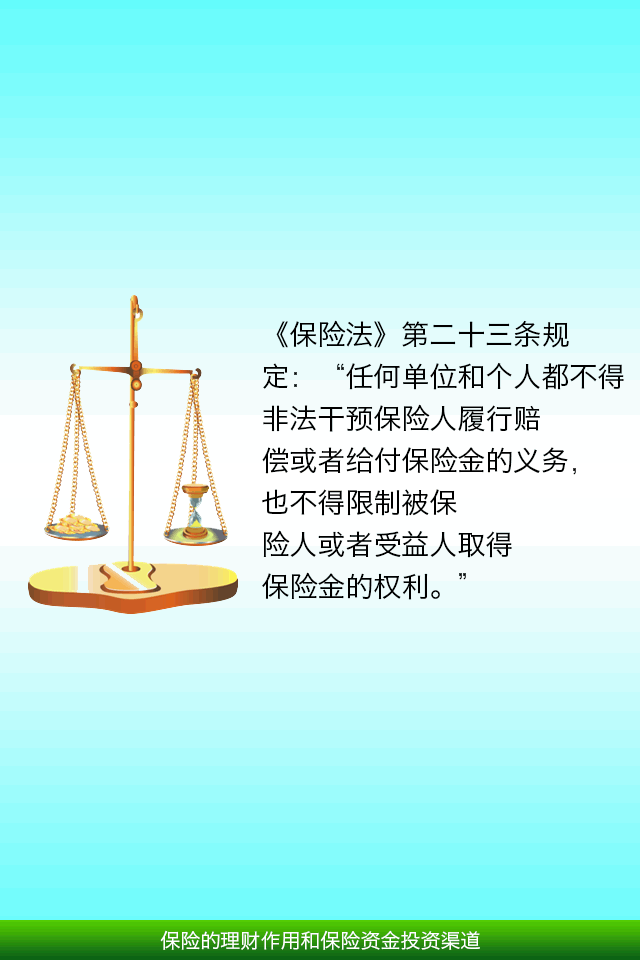 《保险法》第二十三条规
定：“任何单位和个人都不得
非法干预保险人履行赔
偿或者给付保险金的义务，
也不得限制被保
险人或者受益人取得
保险金的权利。”
保险的理财作用和保险资金投资渠道